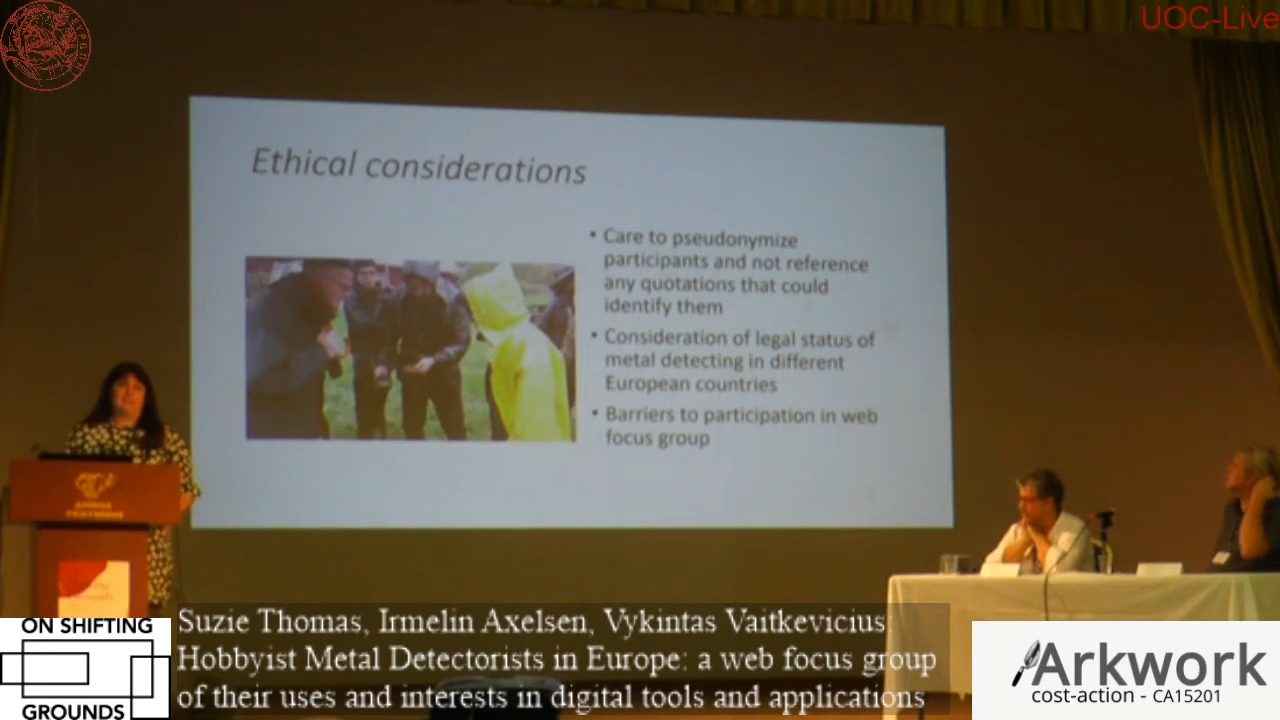 UOC-Live
Ethical considerations
• Care to pseudonymize
participants and not reference
any quotations that could
identify them
• Consideration of legal status of
metal detecting in different
European countries
• Barriers to participation in web
focus group
ON SHIFTING
GROUNDS
Suzie Thomas, Irmelin Axelsen, Vykintas Vaitkevicius:
Hobbyist Metal Detectorists in Europe: a web focus group
of their uses and interests in digital tools and applications
Arkwork
cost-action - CA15201